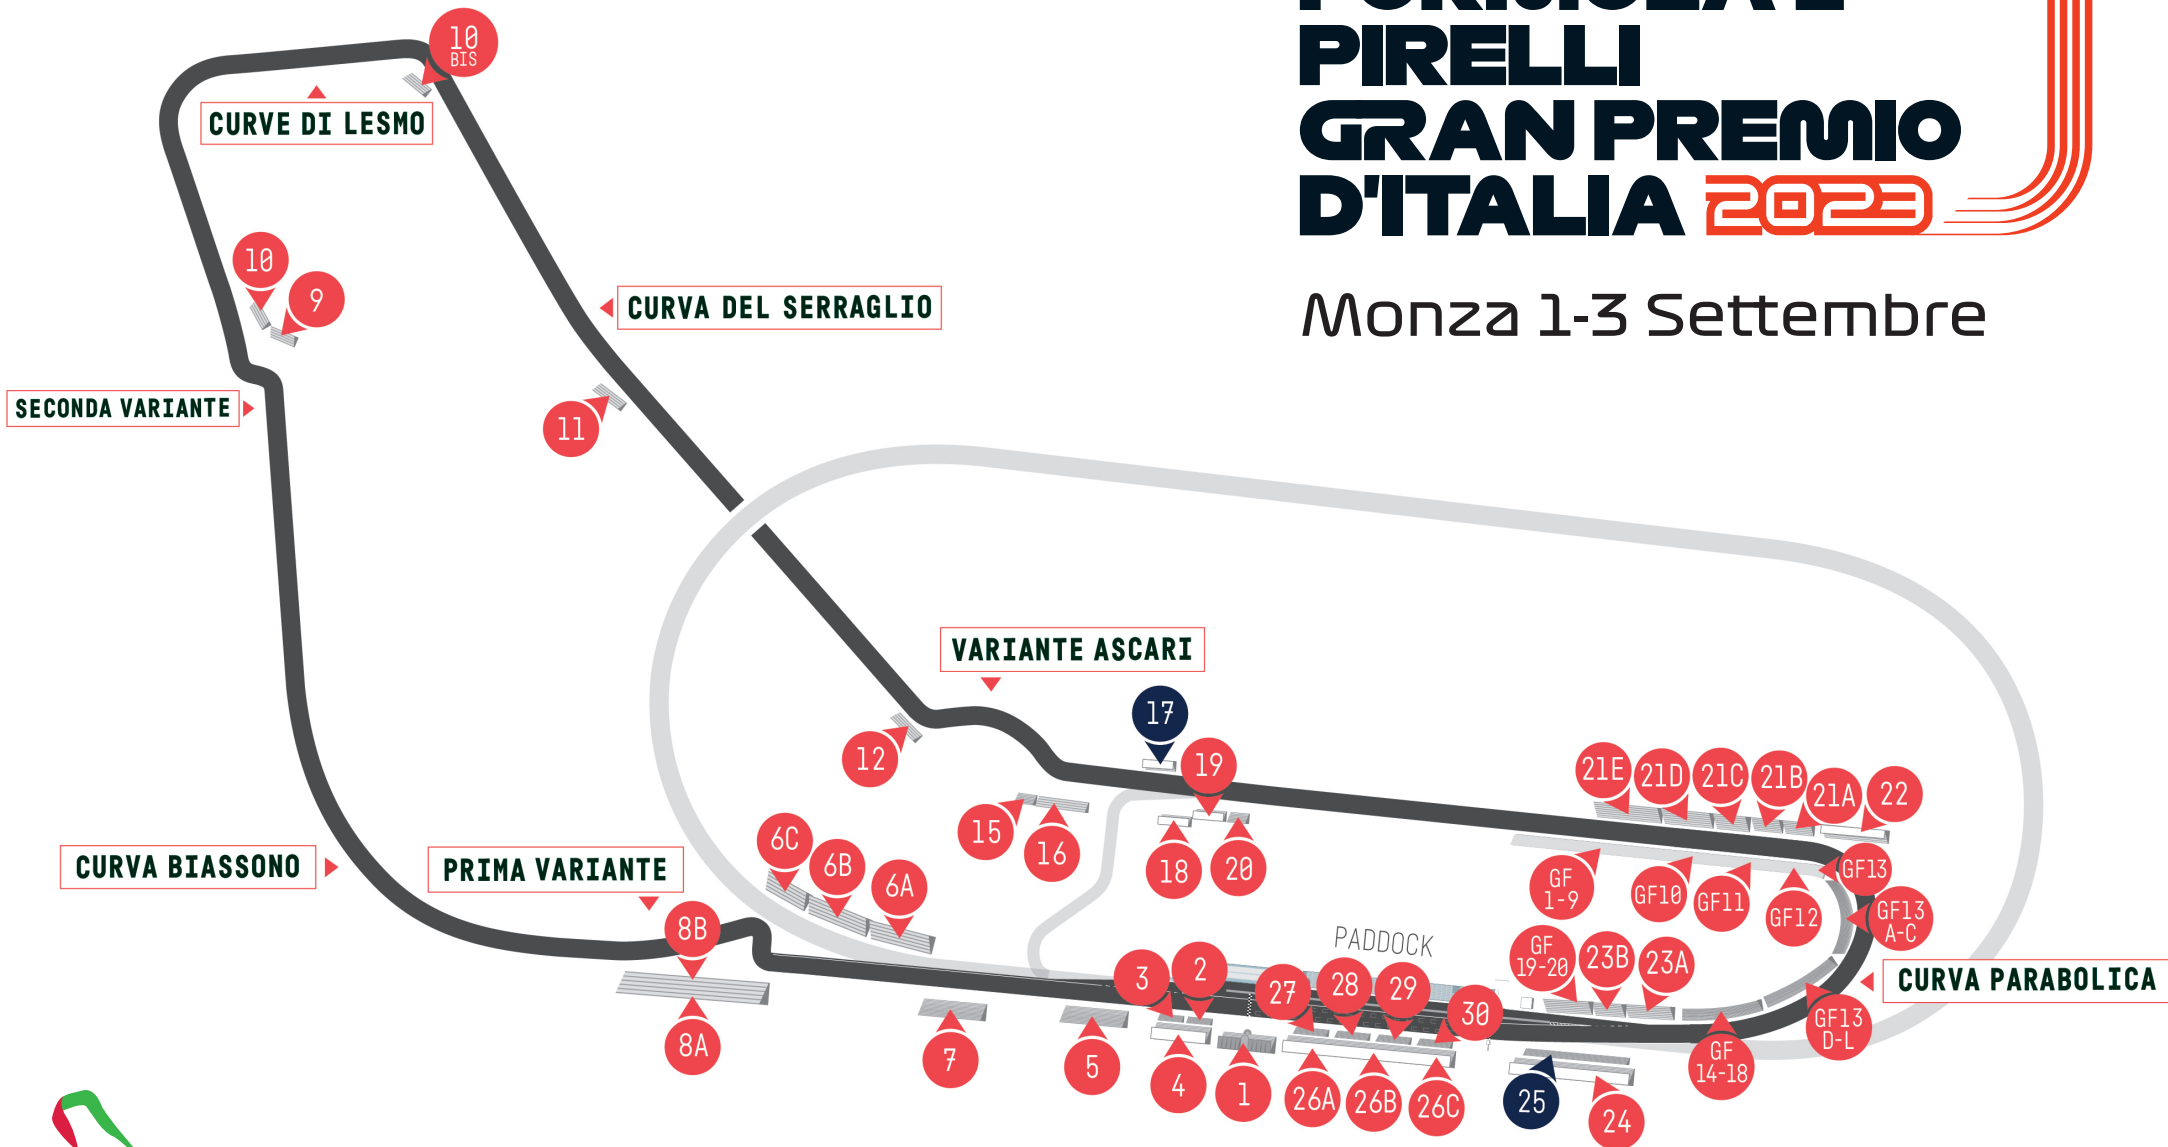 PIRELLI
GRAN PREMIO
D'ITALIA 2023
Monza 1-3 Settembre
10
BIS
CURVE DI LESMO
10
9
CURVA DEL SERRAGLIO
SECONDA VARIANTE
11
VARIANTE ASCARI
17
12
19
15
16
18
20
21E
21D
21C
21B
21A
22
6C
6B
6A
CURVA BIASSONO
PRIMA VARIANTE
GF
1-9
GF10
GF11
GF12
GF13
GF13
A-C
8B
PADDOCK
3
2
27
28
29
30
GF
19-20
23B
23A
CURVA PARABOLICA
GF13
D-L
8A
7
5
4
1
26A
26B
26C
25
24
GF
14-18